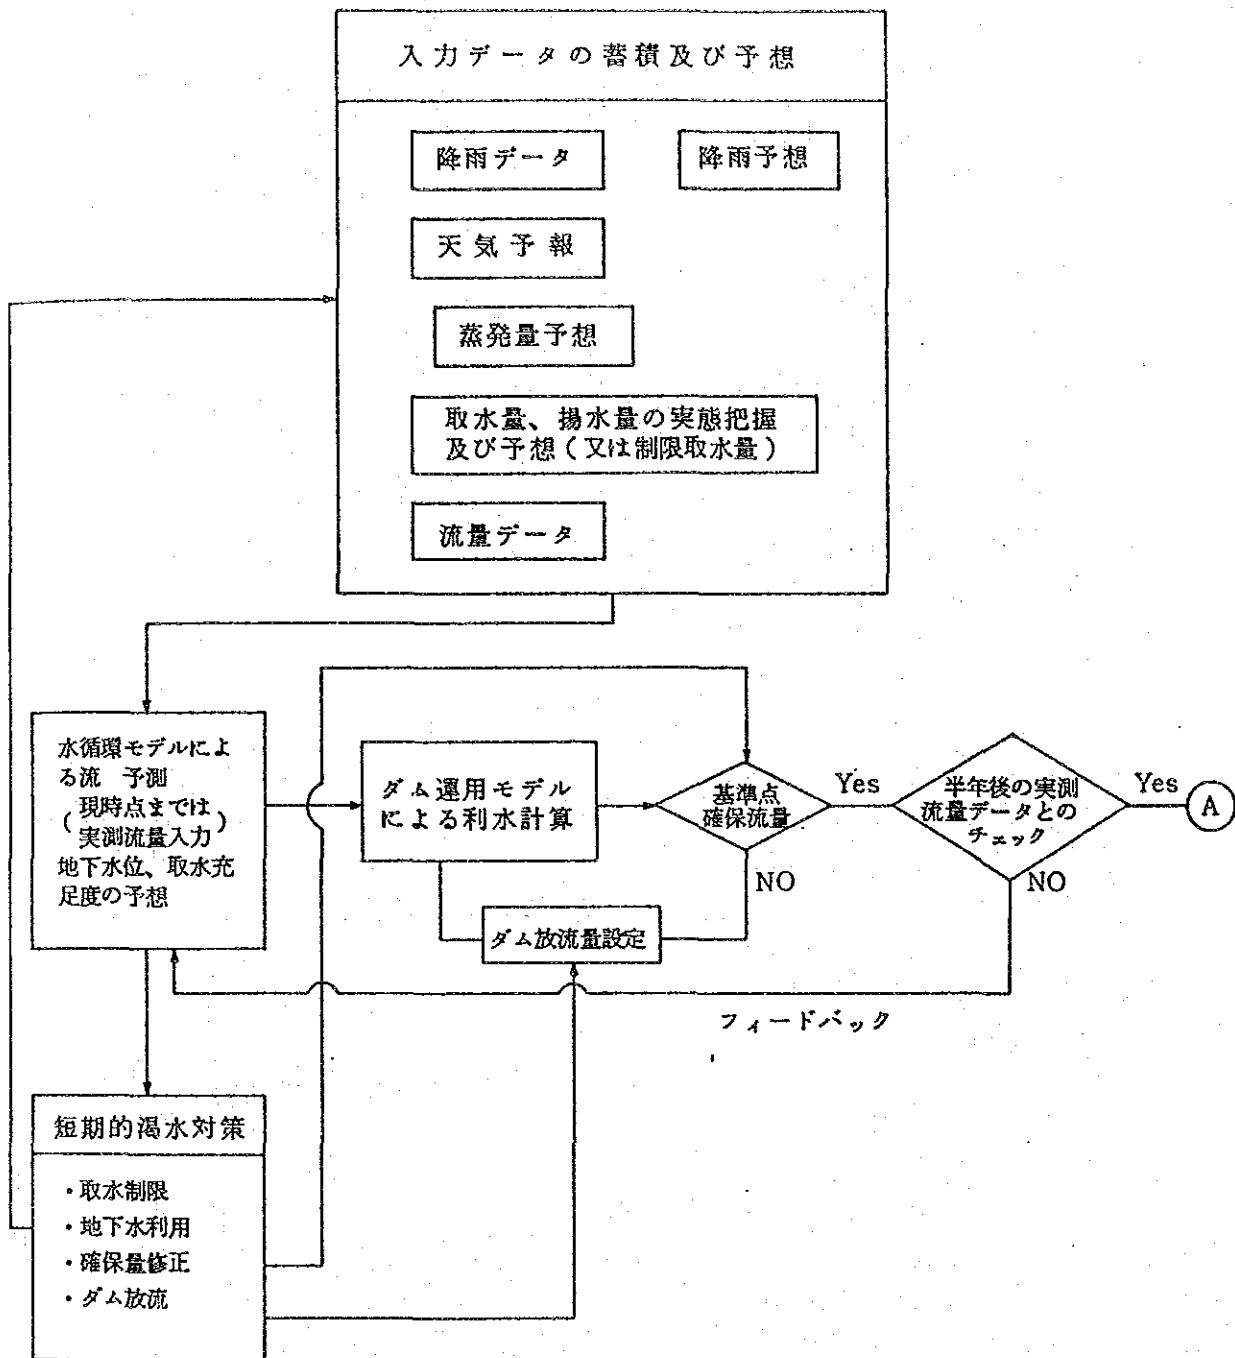 入力データの蓄積及び予想
降雨データ
降雨予想
天気予報
蒸発量予想
取水量、揚水量の実態把握
及び予想（又は制限取水量）
流量データ
水循環モデルによ
る流 予測
（現時点までは
実測流量入力）
地下水位、取水充
足度の予想
ダム運用モデル
による利水計算
基準点
確保流量
Yes
NO
半年後の実測
流量データとの
チェック
Yes
NO
A
ダム放流量設定
フィードバック
短期的渇水対策
・取水制限
・地下水利用
・確保量修正
・ダム放流